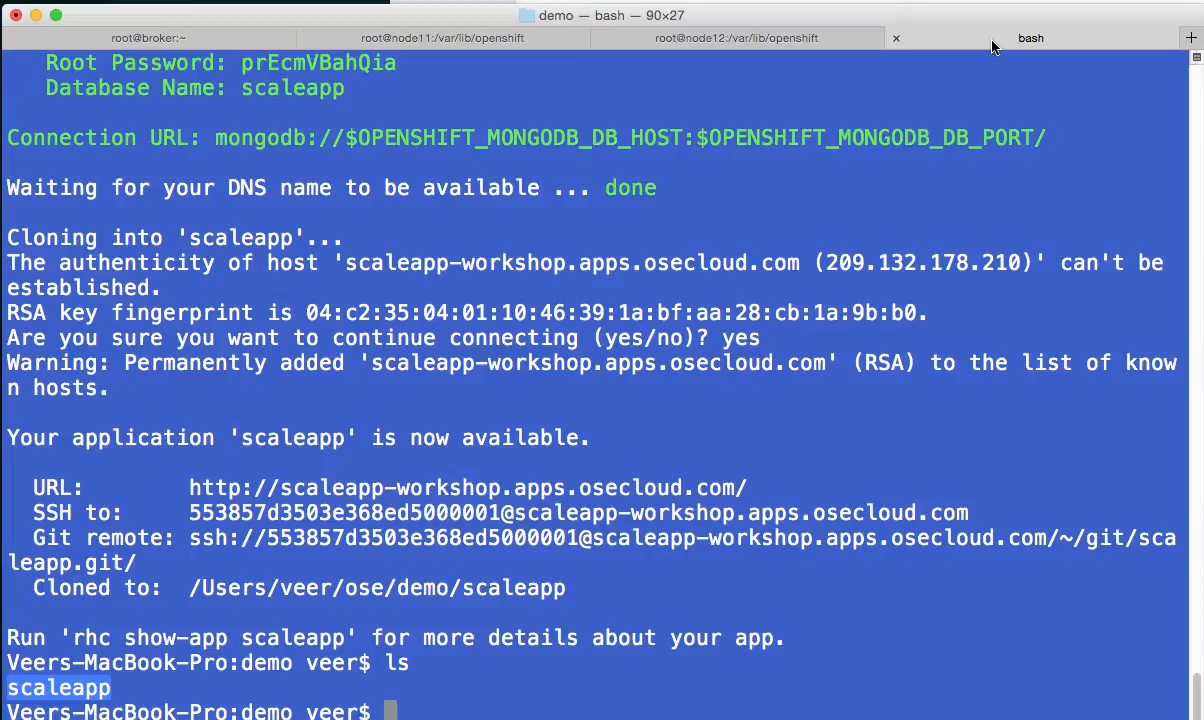 demo — bash — 90×27
root@broker:~
root@node11:/var/lib/openshift
root@node12:/var/lib/openshift
× bash +
Root Password: prEcmVBahQia
Database Name: scaleapp
Connection URL: mongodb://$OPENSHIFT_MONGODB_DB_HOST:$OPENSHIFT_MONGODB_DB_PORT/
Waiting for your DNS name to be available ... done
Cloning into 'scaleapp'...
The authenticity of host 'scaleapp-workshop.apps.osecloud.com (209.132.178.210)' can't be
established.
RSA key fingerprint is 04:c2:35:04:01:10:46:39:1a:bf:aa:28:cb:1a:9b:b0.
Are you sure you want to continue connecting (yes/no)? yes
Warning: Permanently added 'scaleapp-workshop.apps.osecloud.com' (RSA) to the list of know
n hosts.
Your application 'scaleapp' is now available.
URL: http://scaleapp-workshop.apps.osecloud.com/
SSH to: 553857d3503e368ed5000001@scaleapp-workshop.apps.osecloud.com
Git remote: ssh://553857d3503e368ed5000001@scaleapp-workshop.apps.osecloud.com/~/git/sca
leapp.git/
Cloned to: /Users/veer/ose/demo/scaleapp
Run 'rhc show-app scaleapp' for more details about your app.
Veers-MacBook-Pro:demo veer$ ls
scaleapp
Veers-MacBook-Pro:demo veer$